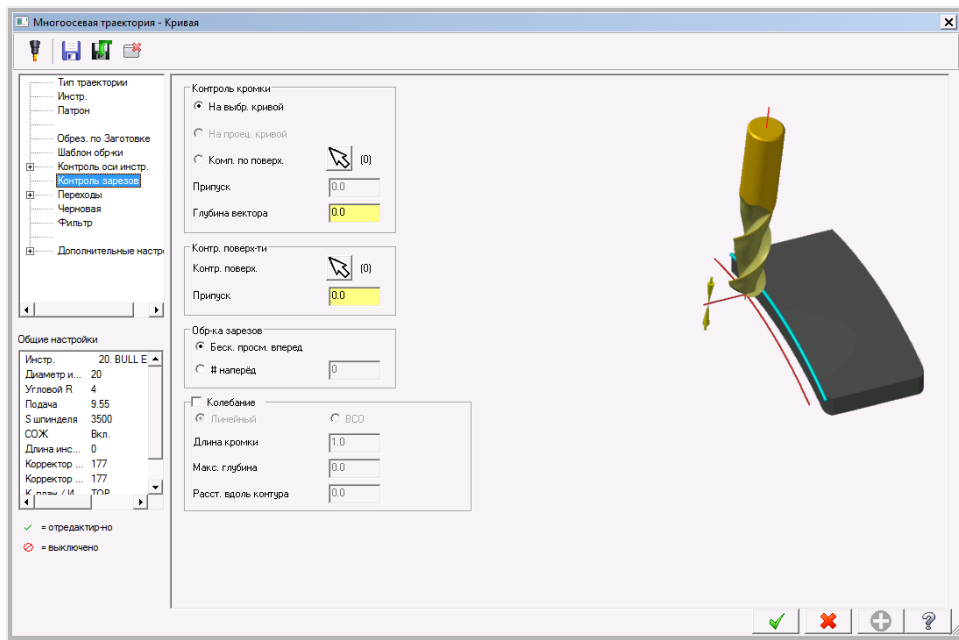 Многоосевая траектория - Кривая
Тип траектории
Инстр.
Патрон
Обрез. по Заготовке
Шаблон обр-ки
Контроль оси инстр.
Контроль зарезов
Переходы
Черновая
Фильтр
Дополнительные настро
Общие настройки
Инстр. 20. BULL E
Диаметр и... 20
Угловой R 4
Подача 9.55
S шпинделя 3500
СОЖ Вкл.
Длина инс... 0
Корректор ... 177
Корректор ... 177
К. план / И TOP
✓ = отредактир-но
= выключено
Контроль кромки
На выбр. кривой
На проец. кривой
Комп. по поверх. (0)
Припуск 0.0
Глубина вектора 0.0
Контр. поверх-ти
Контр. поверх. (0)
Припуск 0.0
Обр-ка зарезов
Беск. просм. вперед
# наперёд 0
Колебание
Линейный ВСО
Длина кромки 1.0
Макс. глубина 0.0
Расст. вдоль контура 0.0